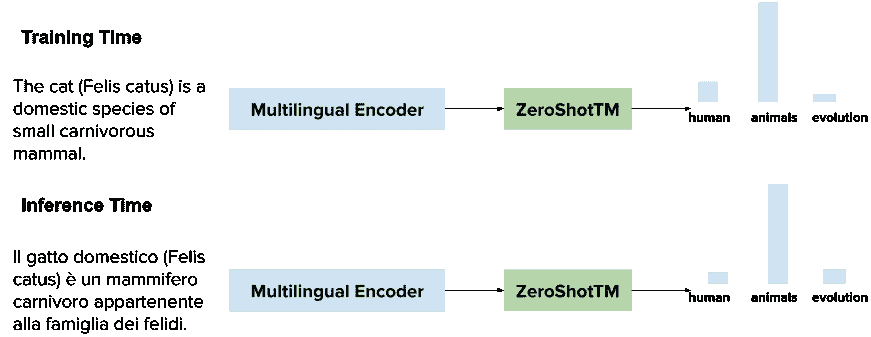 Training Time
The cat (Felis catus) is a
domestic species of
small carnivorous
mammal.
Multilingual Encoder
ZeroShotTM
human
animals
evolution
Inference Time
Il gatto domestico (Felis
catus) è un mammifero
carnivoro appartenente
alla famiglia dei felidi.
Multilingual Encoder
ZeroShotTM
human
animals
evolution